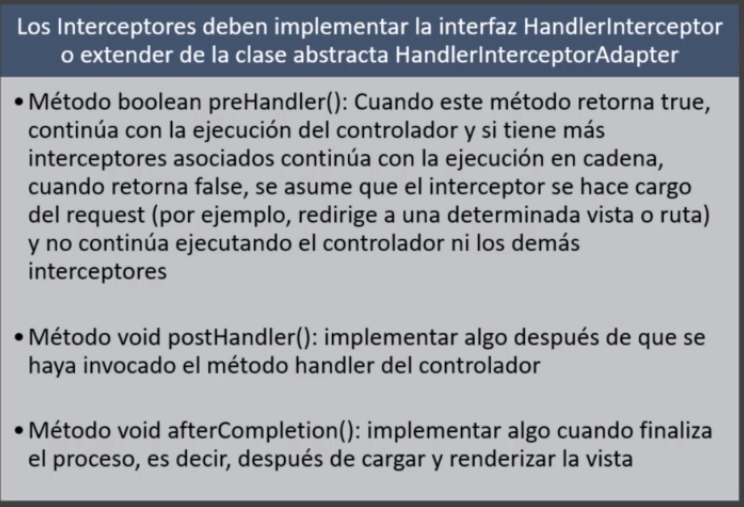 Los Interceptores deben implementar la interfaz HandlerInterceptor
o extender de la clase abstracta HandlerInterceptorAdapter
• Método boolean preHandler(): Cuando este método retorna true,
continúa con la ejecución del controlador y si tiene más
interceptores asociados continúa con la ejecución en cadena,
cuando retorna false, se asume que el interceptor se hace cargo
del request (por ejemplo, redirige a una determinada vista o ruta)
y no continúa ejecutando el controlador ni los demás
interceptores
• Método void postHandler(): implementar algo después de que se
haya invocado el método handler del controlador
• Método void afterCompletion(): implementar algo cuando finaliza
el proceso, es decir, después de cargar y renderizar la vista